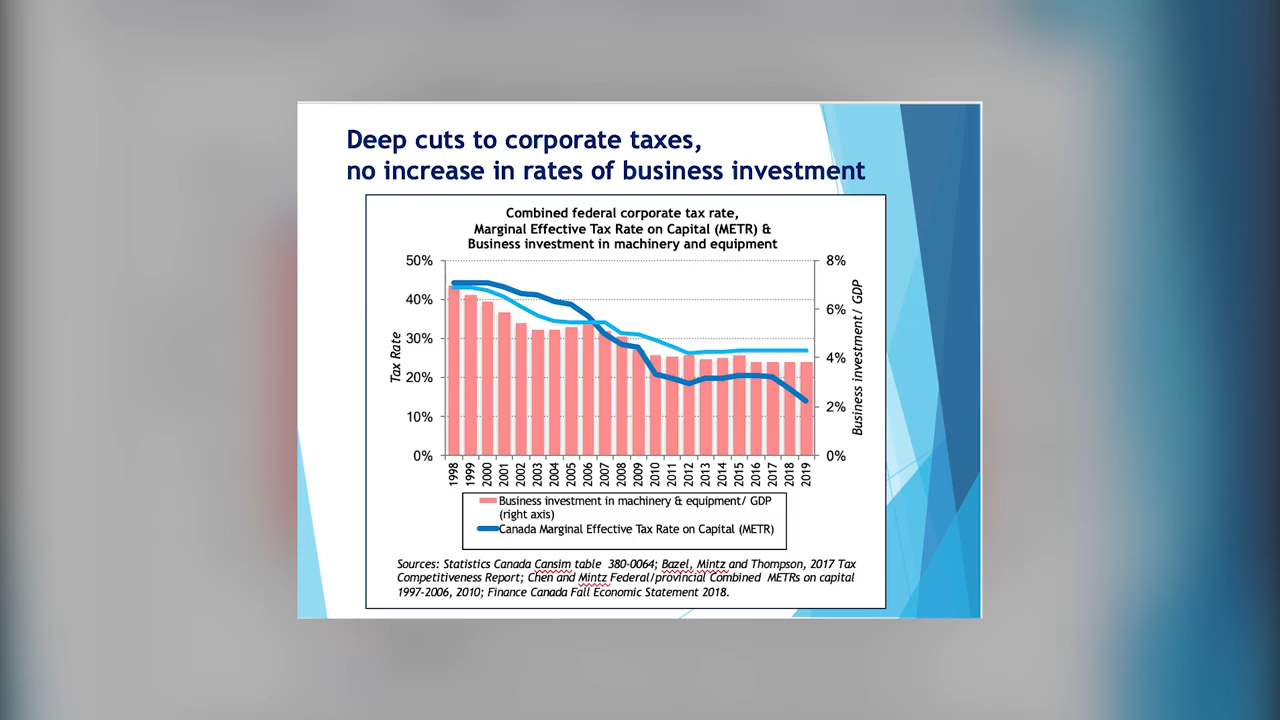 Deep cuts to corporate taxes,
no increase in rates of business investment
Combined federal corporate tax rate,
Marginal Effective Tax Rate on Capital (METR) &
Business investment in machinery and equipment
50%
40%
30%
20%
10%
0%
Tax Rate
8%
6%
4%
2%
0%
Business investment/ GDP
1998
1999
2000
2001
2002
2003
2004
2005
2006
2007
2008
2009
2010
2011
2012
2013
2014
2015
2016
2017
2018
2019
Business investment in machinery & equipment/ GDP
(right axis)
Canada Marginal Effective Tax Rate on Capital (METR)
Sources: Statistics Canada Cansim table 380-0064; Bazel, Mintz and Thompson, 2017 Tax
Competitiveness Report; Chen and Mintz Federal/provincial Combined METRs on capital
1997-2006, 2010; Finance Canada Fall Economic Statement 2018.